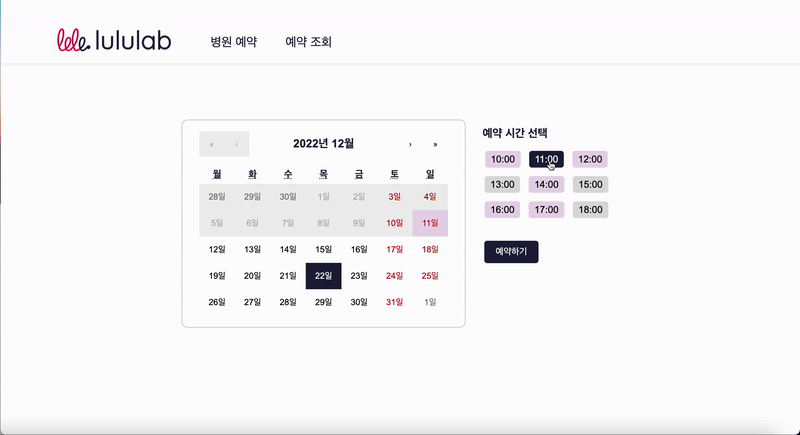 lele. lululab 병원 예약 예약 조회
« ‹ 2022년 12월 › »
월 화 수 목 금 토 일
28일 29일 30일 1일 2일 3일 4일
5일 6일 7일 8일 9일 10일 11일
12일 13일 14일 15일 16일 17일 18일
19일 20일 21일 22일 23일 24일 25일
26일 27일 28일 29일 30일 31일 1일
예약 시간 선택
10:00 11:00 12:00
13:00 14:00 15:00
16:00 17:00 18:00
예약하기